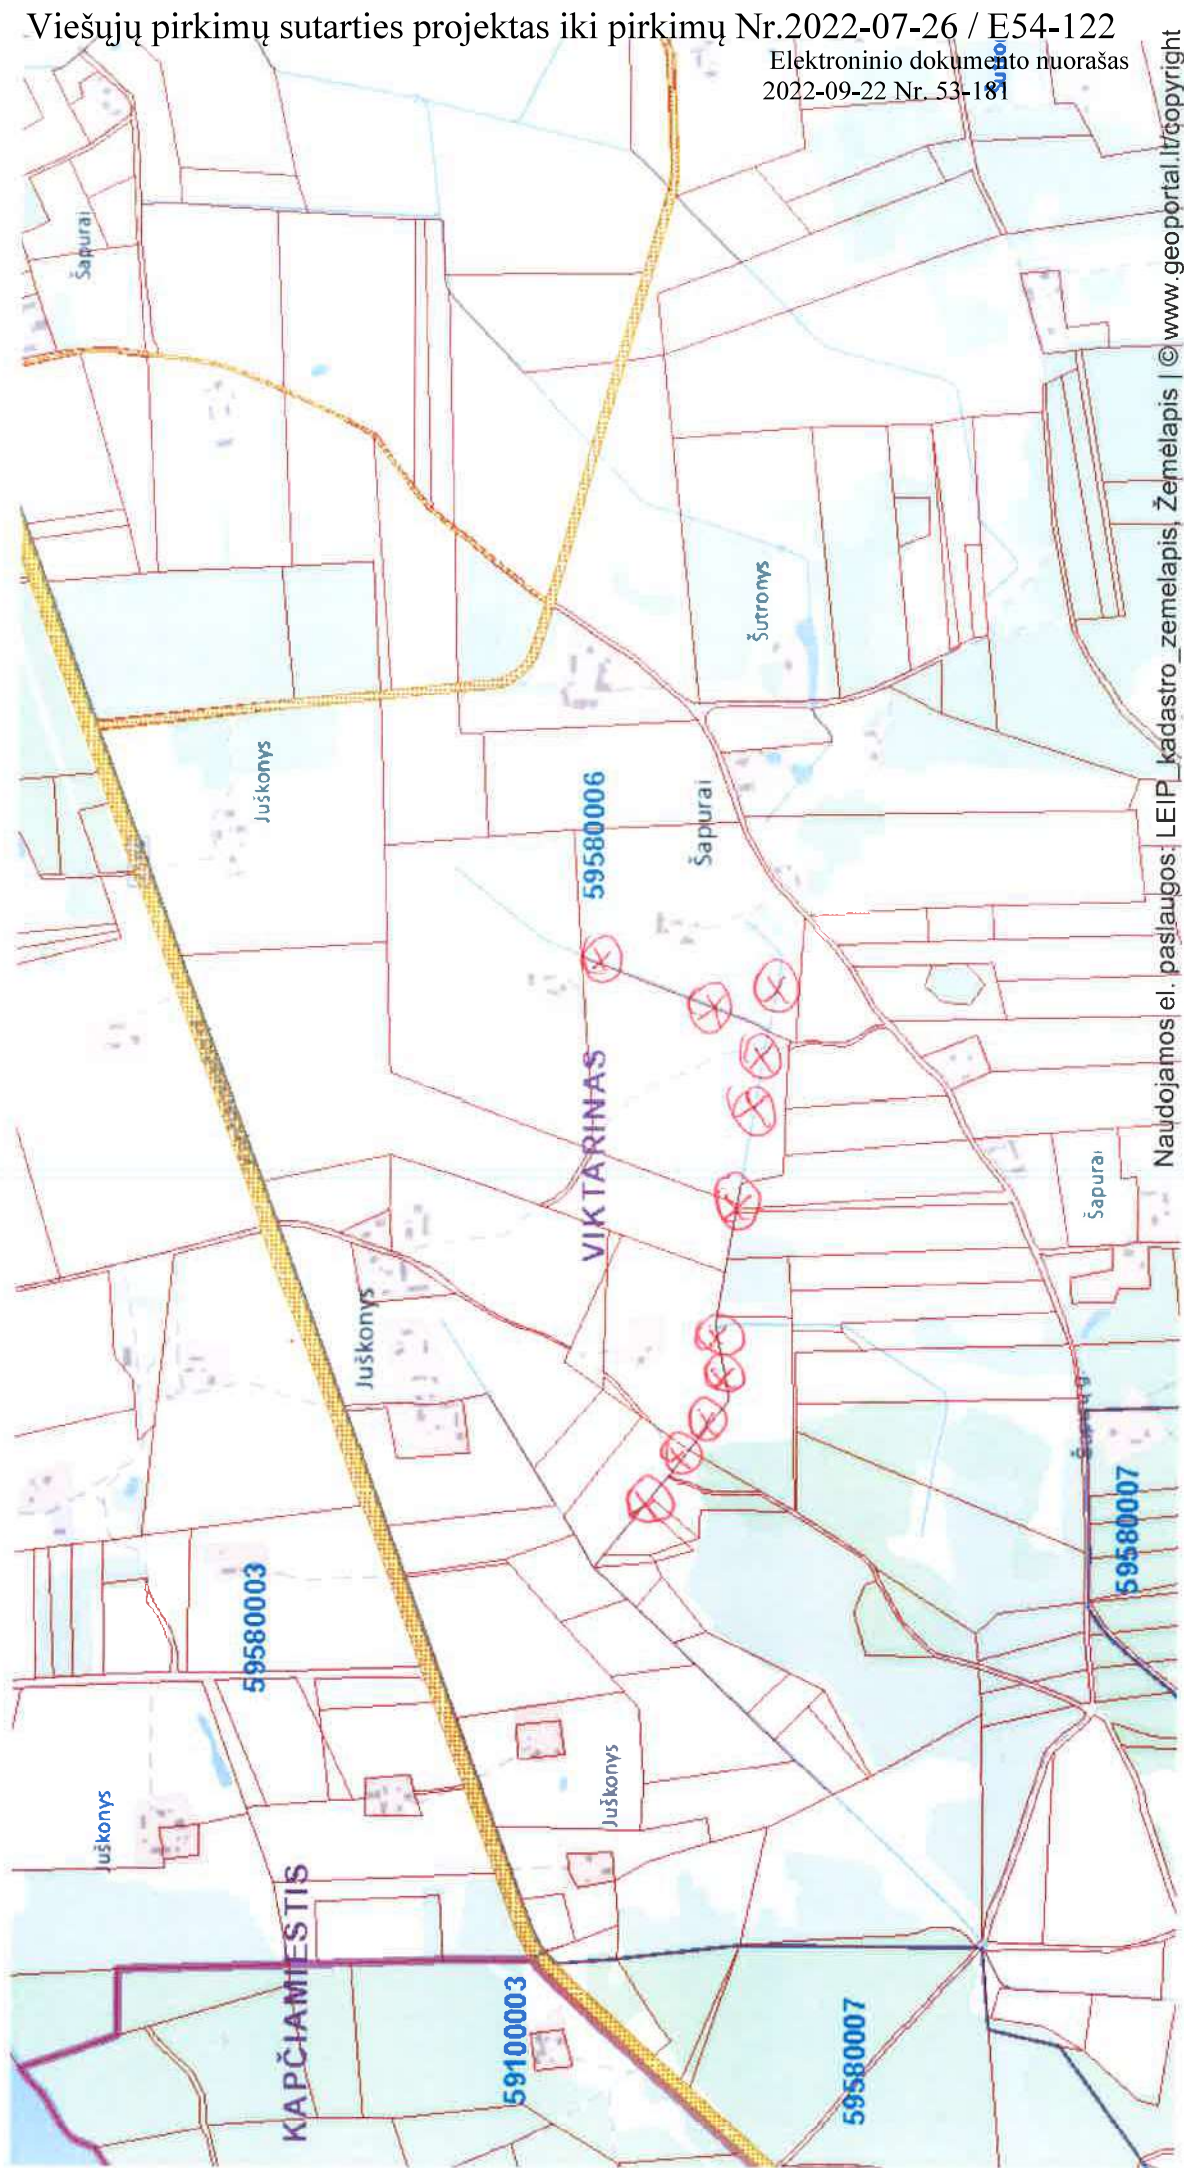 Viešųjų pirkimų sutarties projektas iki pirkimų Nr.2022-07-26 / E54-122
Elektroninio dokumento nuorašas
2022-09-22 Nr. 53-181
Šapurai
Juškonys
Šutronys
59580006
Šapurai
VIKTARINAS
Juškonys
Šapurai
59580003
59580007
Juškonys
Juškonys
KAPČIAMIESTIS
59100003
59580007
Naudojamos el. paslaugos: LEIP_kadastro_zemelapis, Žemėlapis | © www.geoportal.lt/copyright